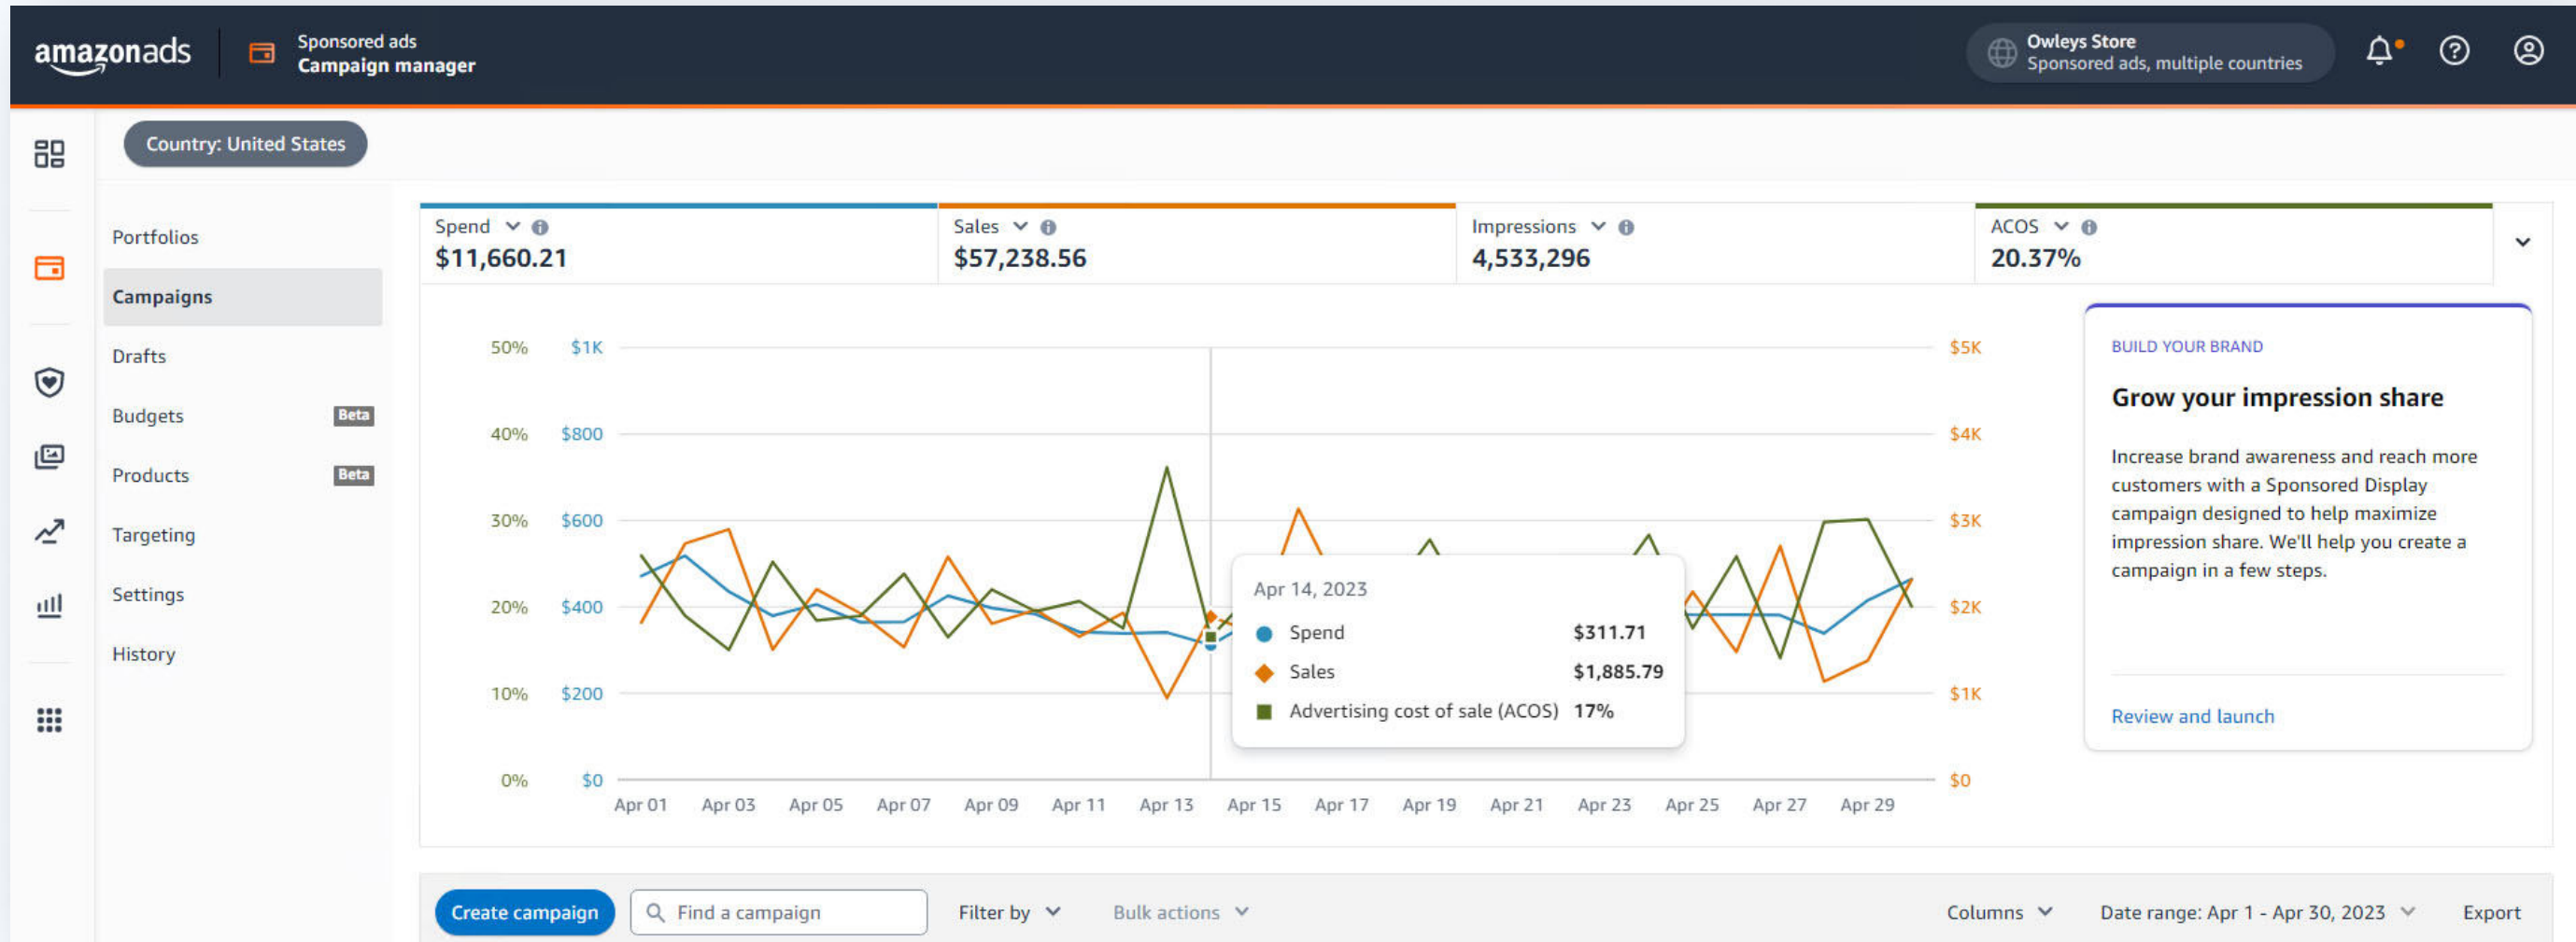 amazonads
Sponsored ads
Campaign manager
Owleys Store
Sponsored ads, multiple countries
Country: United States
Portfolios
Campaigns
Drafts
Budgets Beta
Products Beta
Targeting
Settings
History
Spend
$11,660.21
Sales
$57,238.56
Impressions
4,533,296
ACOS
20.37%
50% $1K $5K
40% $800 $4K
30% $600 $3K
20% $400 $2K
10% $200 $1K
0% $0 $0
Apr 01 Apr 03 Apr 05 Apr 07 Apr 09 Apr 11 Apr 13 Apr 15 Apr 17 Apr 19 Apr 21 Apr 23 Apr 25 Apr 27 Apr 29
Apr 14, 2023
Spend $311.71
Sales $1,885.79
Advertising cost of sale (ACOS) 17%
BUILD YOUR BRAND
Grow your impression share
Increase brand awareness and reach more
customers with a Sponsored Display
campaign designed to help maximize
impression share. We'll help you create a
campaign in a few steps.
Review and launch
Create campaign Find a campaign Filter by Bulk actions Columns Date range: Apr 1 - Apr 30, 2023 Export